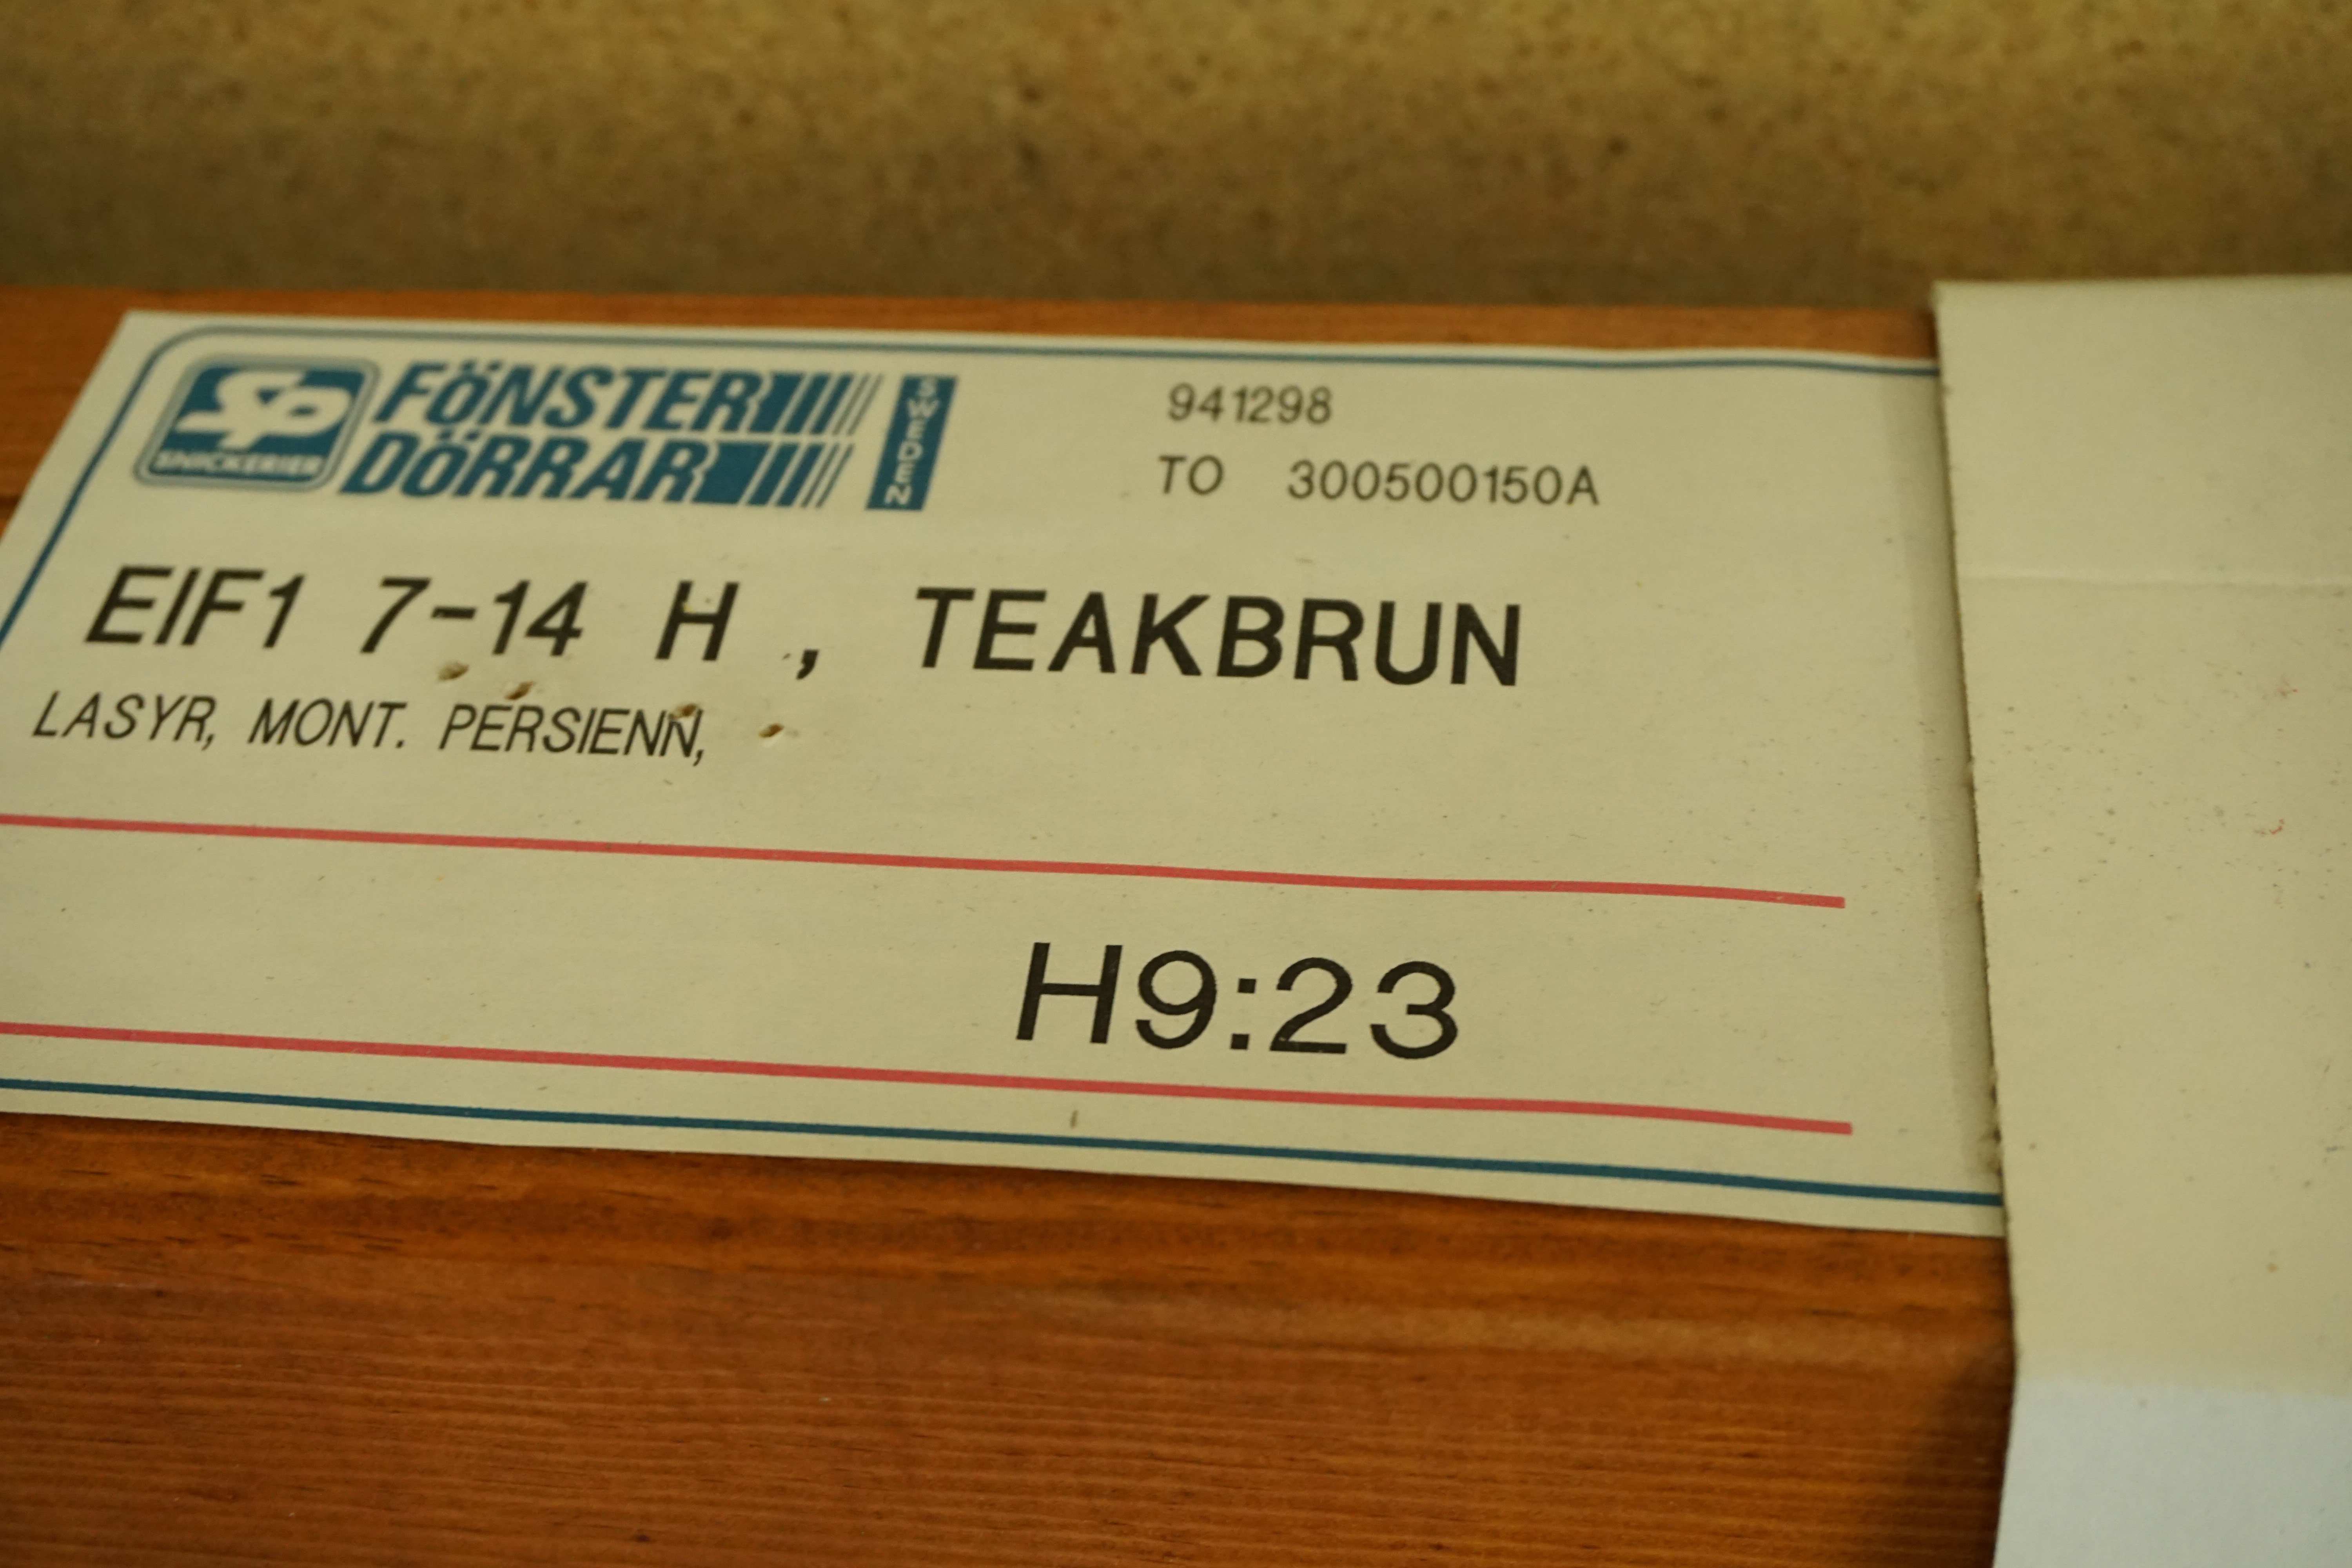 SP
SNICKERIER
FÖNSTER
DÖRRAR
SWEDEN
941298
TO 300500150A
EIF1 7-14 H , TEAKBRUN
LASYR, MONT. PERSIENN,
H9:23